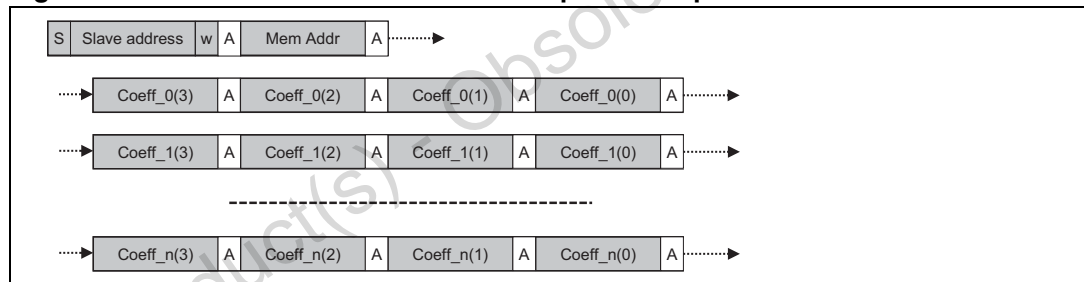 S Slave address w A Mem Addr A
Coeff_0(3) A Coeff_0(2) A Coeff_0(1) A Coeff_0(0) A
Coeff_1(3) A Coeff_1(2) A Coeff_1(1) A Coeff_1(0) A
Coeff_n(3) A Coeff_n(2) A Coeff_n(1) A Coeff_n(0) A